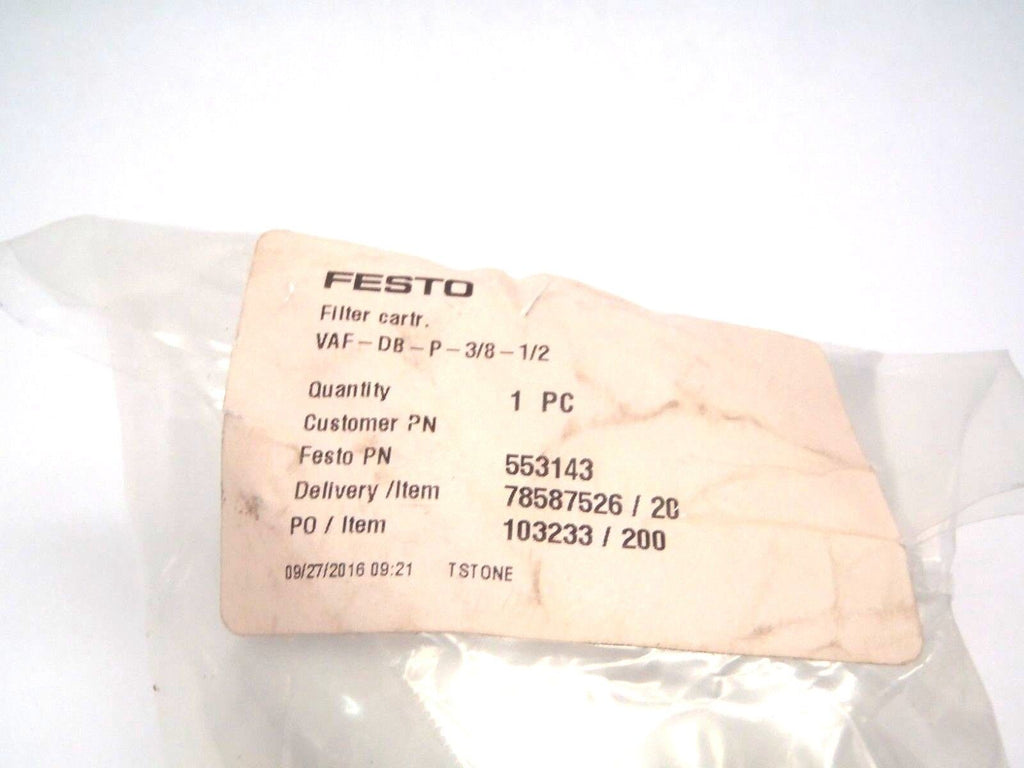 FESTO
Filter cartr.
VAF-DB-P-3/8-1/2
Quantity 1 PC
Customer PN
Festo PN 553143
Delivery /Item 78587526 / 20
PO / Item 103233 / 200
09/27/2016 09:21 TSTONE